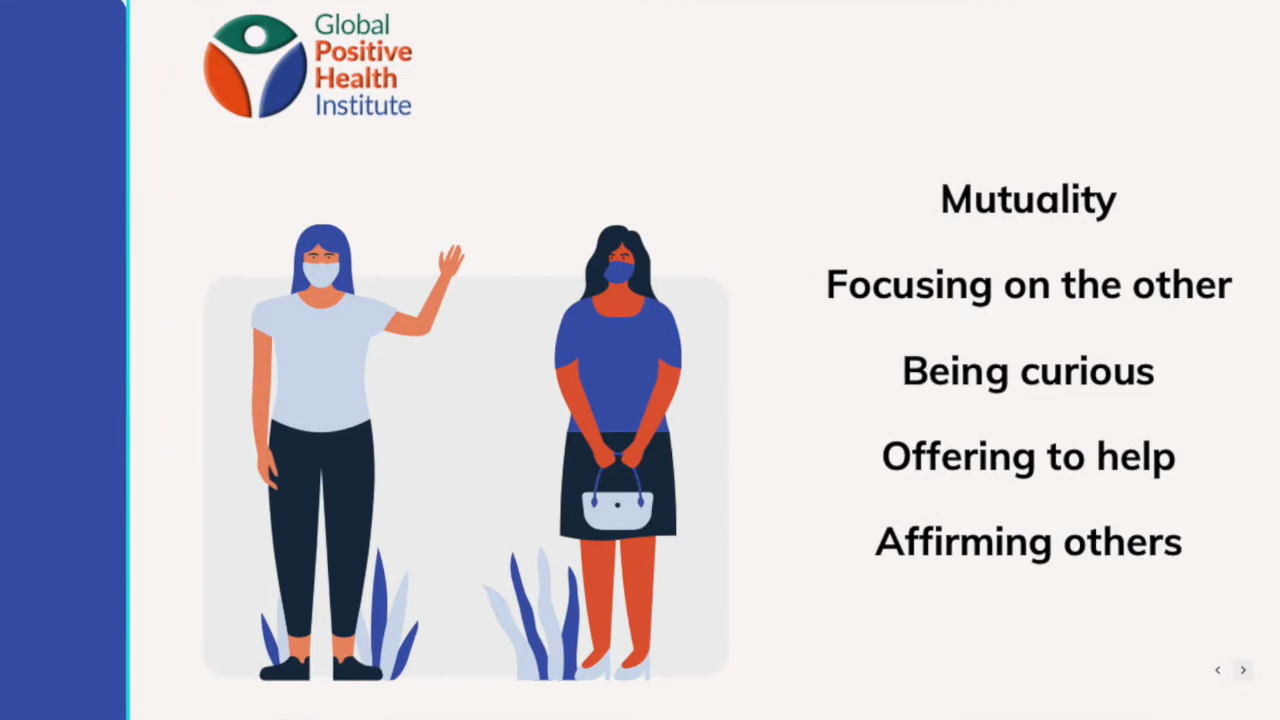 Global
Positive
Health
Institute
Mutuality
Focusing on the other
Being curious
Offering to help
Affirming others